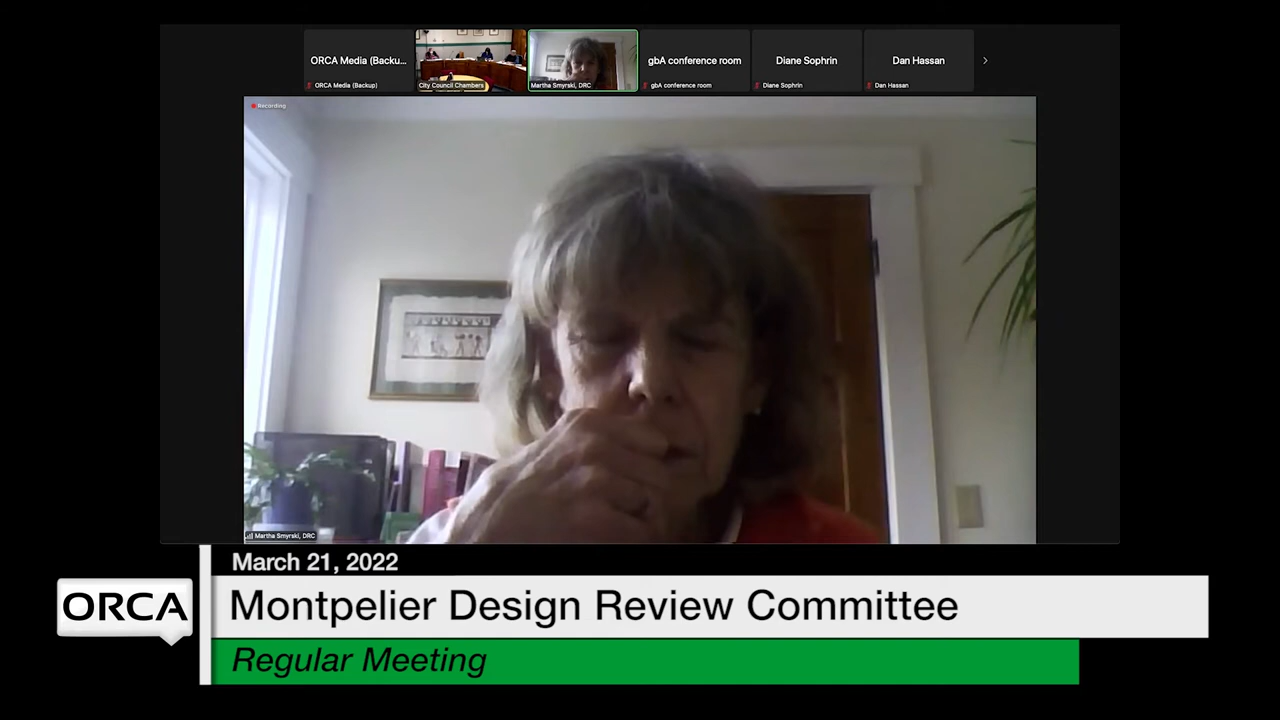 ORCA Media (Backu...
gbA conference room
Diane Sophrin
Dan Hassan
ORCA Media (Backup)
City Council Chambers
Martha Smyrski, DRC
gbA conference room
Diane Sophrin
Dan Hassan
Recording
Martha Smyrski, DRC
March 21, 2022
ORCA
Montpelier Design Review Committee
Regular Meeting